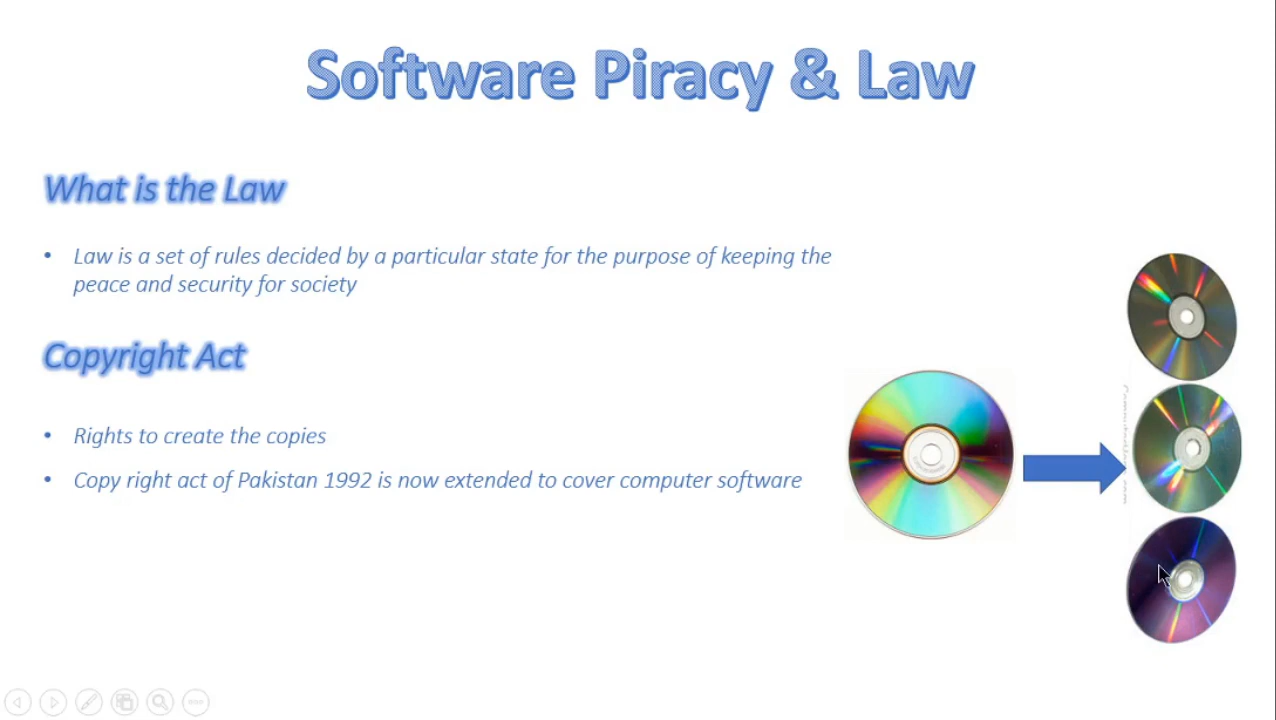 Software Piracy & Law
What is the Law
• Law is a set of rules decided by a particular state for the purpose of keeping the
peace and security for society
Copyright Act
• Rights to create the copies
• Copy right act of Pakistan 1992 is now extended to cover computer software